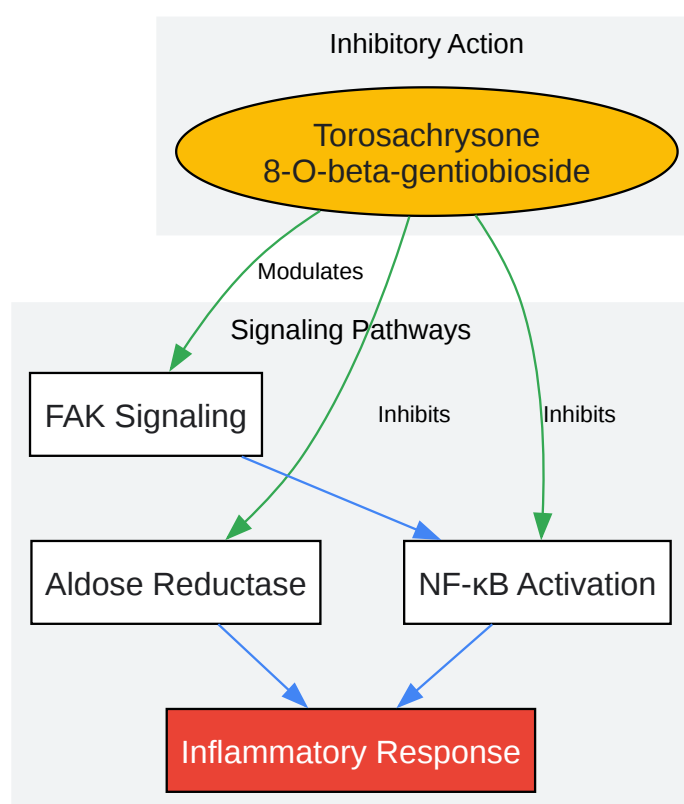 Inhibitory Action
Torosachrysone
8-O-beta-gentiobioside
Modulates
Signaling Pathways
FAK Signaling
Inhibits
Inhibits
Aldose Reductase
NF-κB Activation
Inflammatory Response